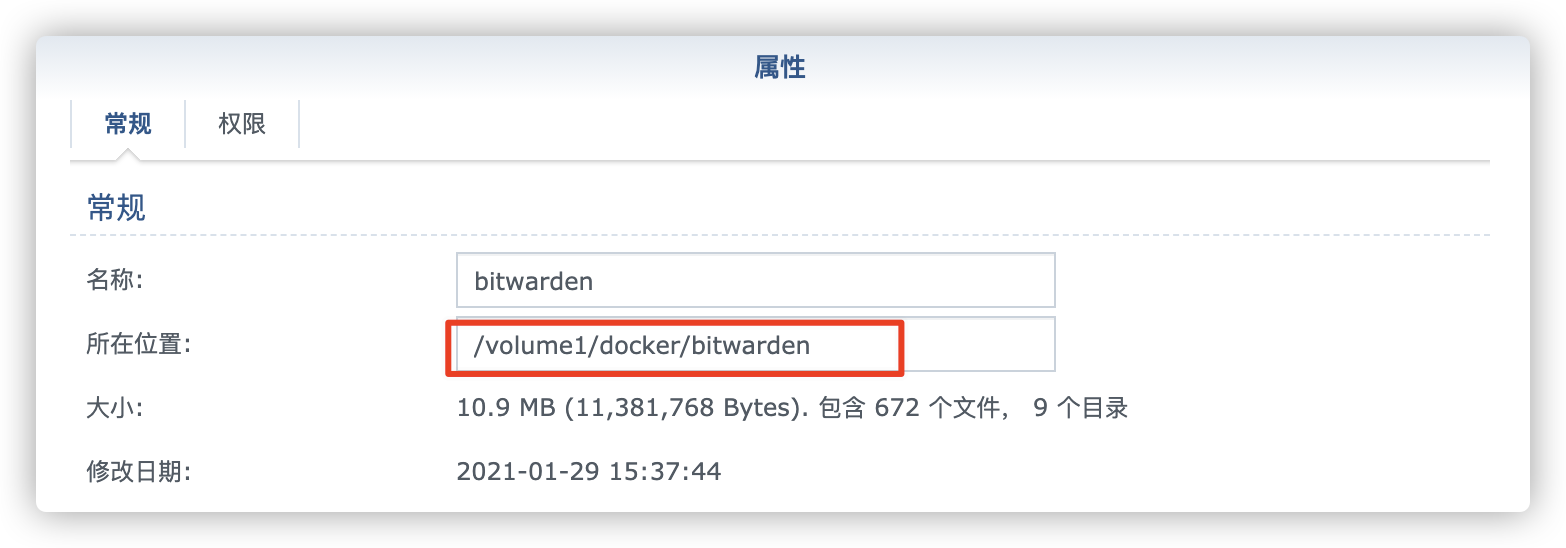 属性
常规 权限
常规
名称: bitwarden
所在位置: /volume1/docker/bitwarden
大小: 10.9 MB (11,381,768 Bytes). 包含 672 个文件， 9 个目录
修改日期: 2021-01-29 15:37:44